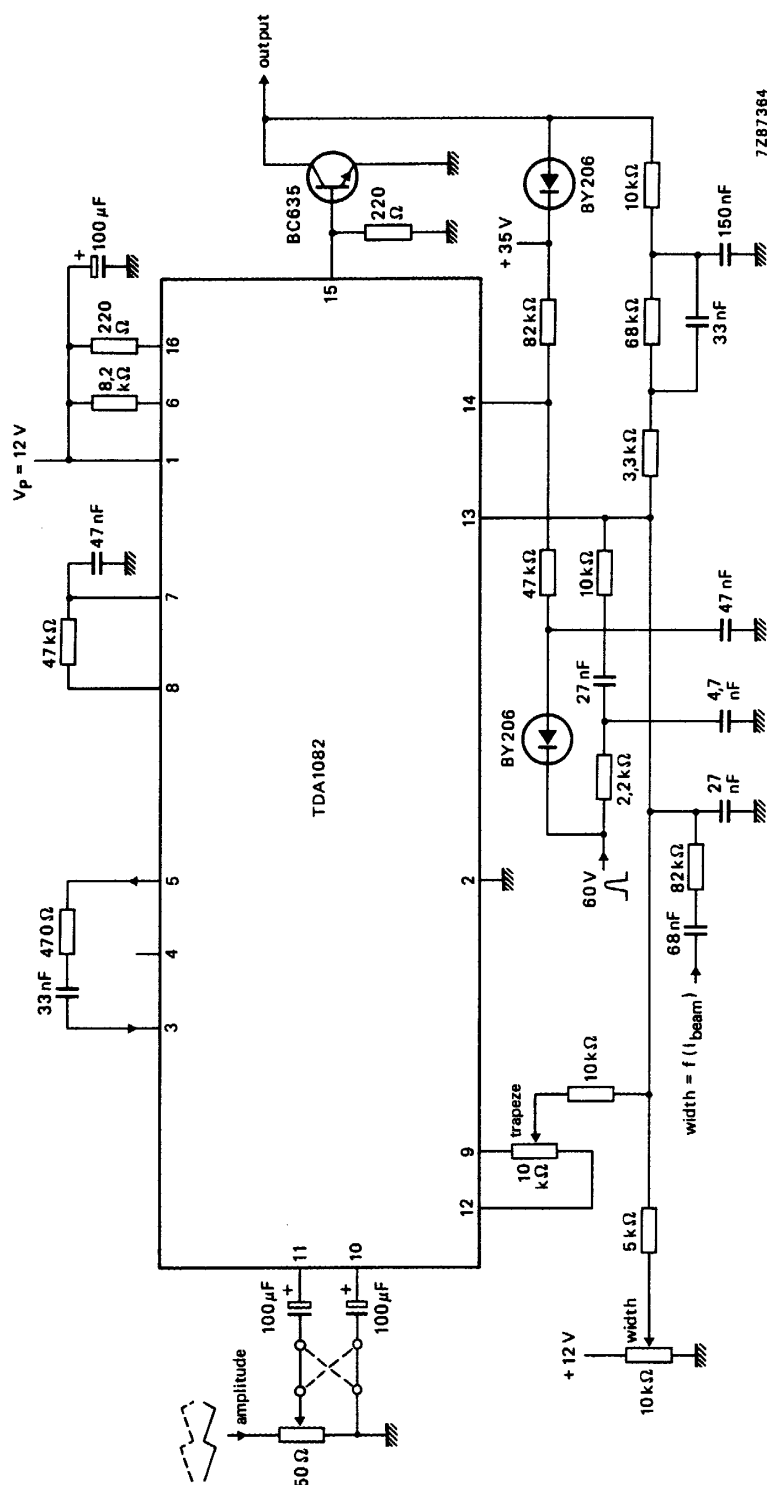 output
BC635
220
Ω
+
100 µF
220
Ω
8,2
kΩ
Vp = 12 V
47 nF
47 kΩ
470 Ω
33 nF
16
6
1
7
8
5
4
3
15
TDA1082
14
13
2
9
12
11
10
BY206
+ 35 V
82 kΩ
10 kΩ
150 nF
68 kΩ
33 nF
3,3 kΩ
47 kΩ
10 kΩ
27 nF
BY206
2,2 kΩ
60 V
47 nF
4,7
nF
27
nF
82 kΩ
68 nF
width = f (I beam)
10 kΩ
trapeze
10
kΩ
5 kΩ
width
+12 V
10 kΩ
100 µF
+
100 µF
+
amplitude
50 Ω
7Z87364